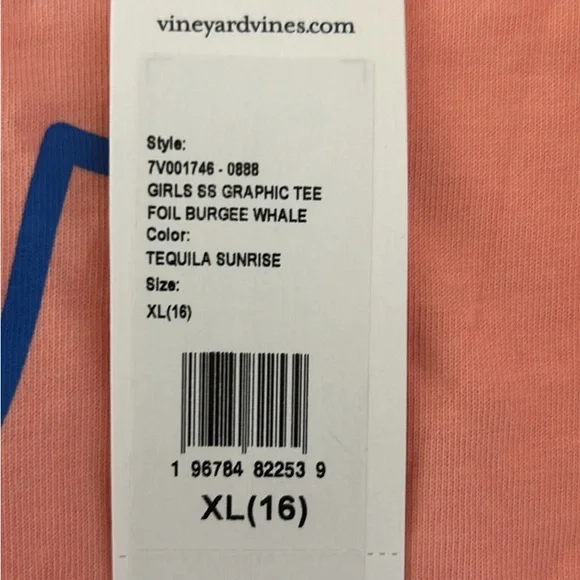 vineyardvines.com
Style:
7V001746 - 0888
GIRLS SS GRAPHIC TEE
FOIL BURGEE WHALE
Color:
TEQUILA SUNRISE
Size:
XL(16)
1 96784 82253 9
XL(16)